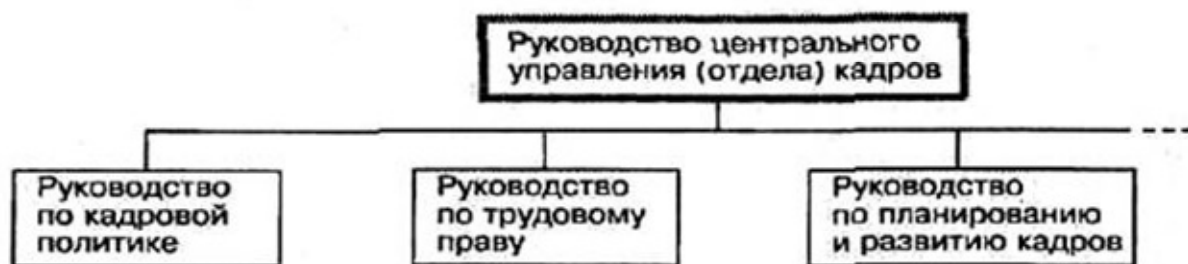 Руководство центрального
управления (отдела) кадров
Руководство
по кадровой
политике
Руководство
по трудовому
праву
Руководство
по планированию
и развитию кадров